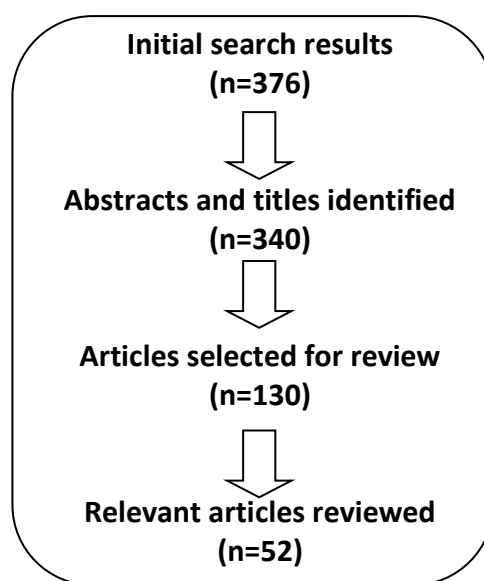 Initial search results
(n=376)
Abstracts and titles identified
(n=340)
Articles selected for review
(n=130)
Relevant articles reviewed
(n=52)